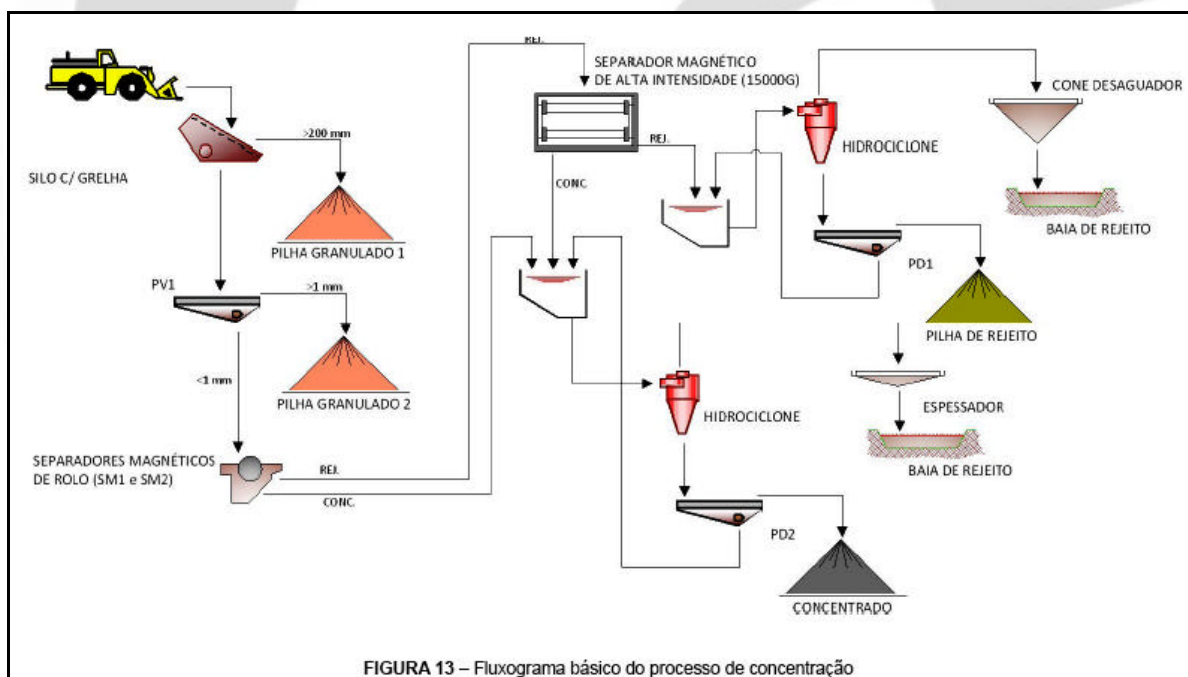 REJ.
SEPARADOR MAGNÉTICO
DE ALTA INTENSIDADE (15000G)
CONE DESAGUADOR
>200 mm
REJ.
HIDROCICLONE
SILO C/ GRELHA
CONC.
BAIA DE REJEITO
PILHA GRANULADO 1
PD1
PV1
>1 mm
PILHA DE REJEITO
<1 mm
PILHA GRANULADO 2
HIDROCICLONE
ESPESSADOR
SEPARADORES MAGNÉTICOS
DE ROLO (SM1 e SM2)
REJ.
BAIA DE REJEITO
CONC.
PD2
CONCENTRADO
FIGURA 13 – Fluxograma básico do processo de concentração